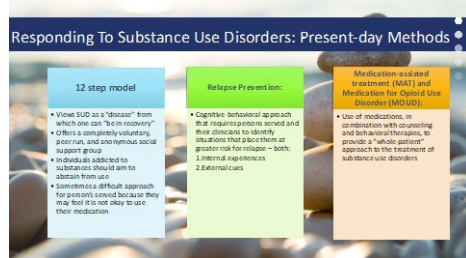 Responding To Substance Use Disorders: Present-day Methods
12 step model
• Views SUD as a "disease" from
which one can "be in recovery"
• Offers a completely voluntary,
peer run, and anonymous social
support group
• Individuals addicted to
substances should aim to
abstain from use
• Sometimes a difficult approach
for person's served because they
may feel it is not okay to use
their medication
Relapse Prevention:
• Cognitive behavioral approach
that requires persons served and
their clinicians to identify
situations that place them at
greater risk for relapse – both:
1.Internal experiences
2.External cues
Medication-assisted
treatment (MAT) and
Medication for Opioid Use
Disorder (MOUD):
• Use of medications, in
combination with counseling
and behavioral therapies, to
provide a "whole patient"
approach to the treatment of
substance use disorders